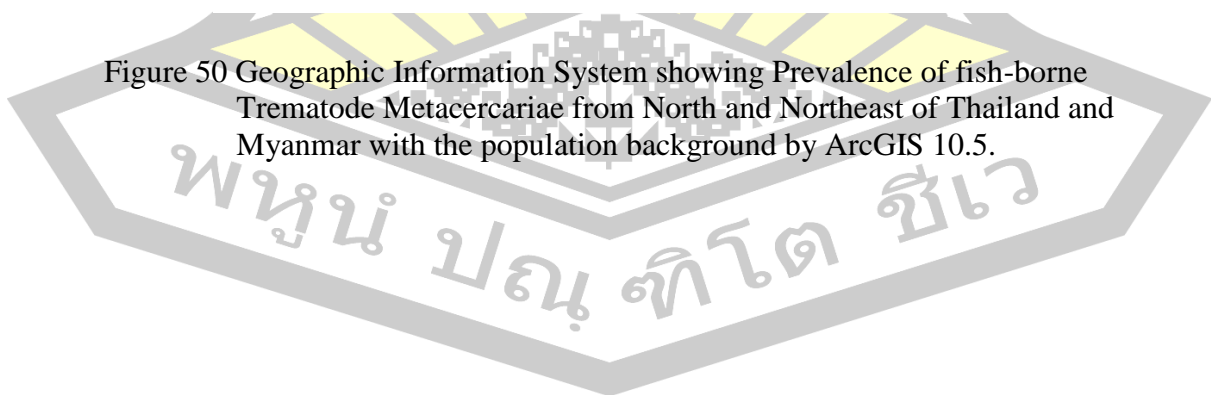 Figure 50 Geographic Information System showing Prevalence of fish-borne
Trematode Metacercariae from North and Northeast of Thailand and
Myanmar with the population background by ArcGIS 10.5.
พหูนํ ปณฺฑิโต ชีเว